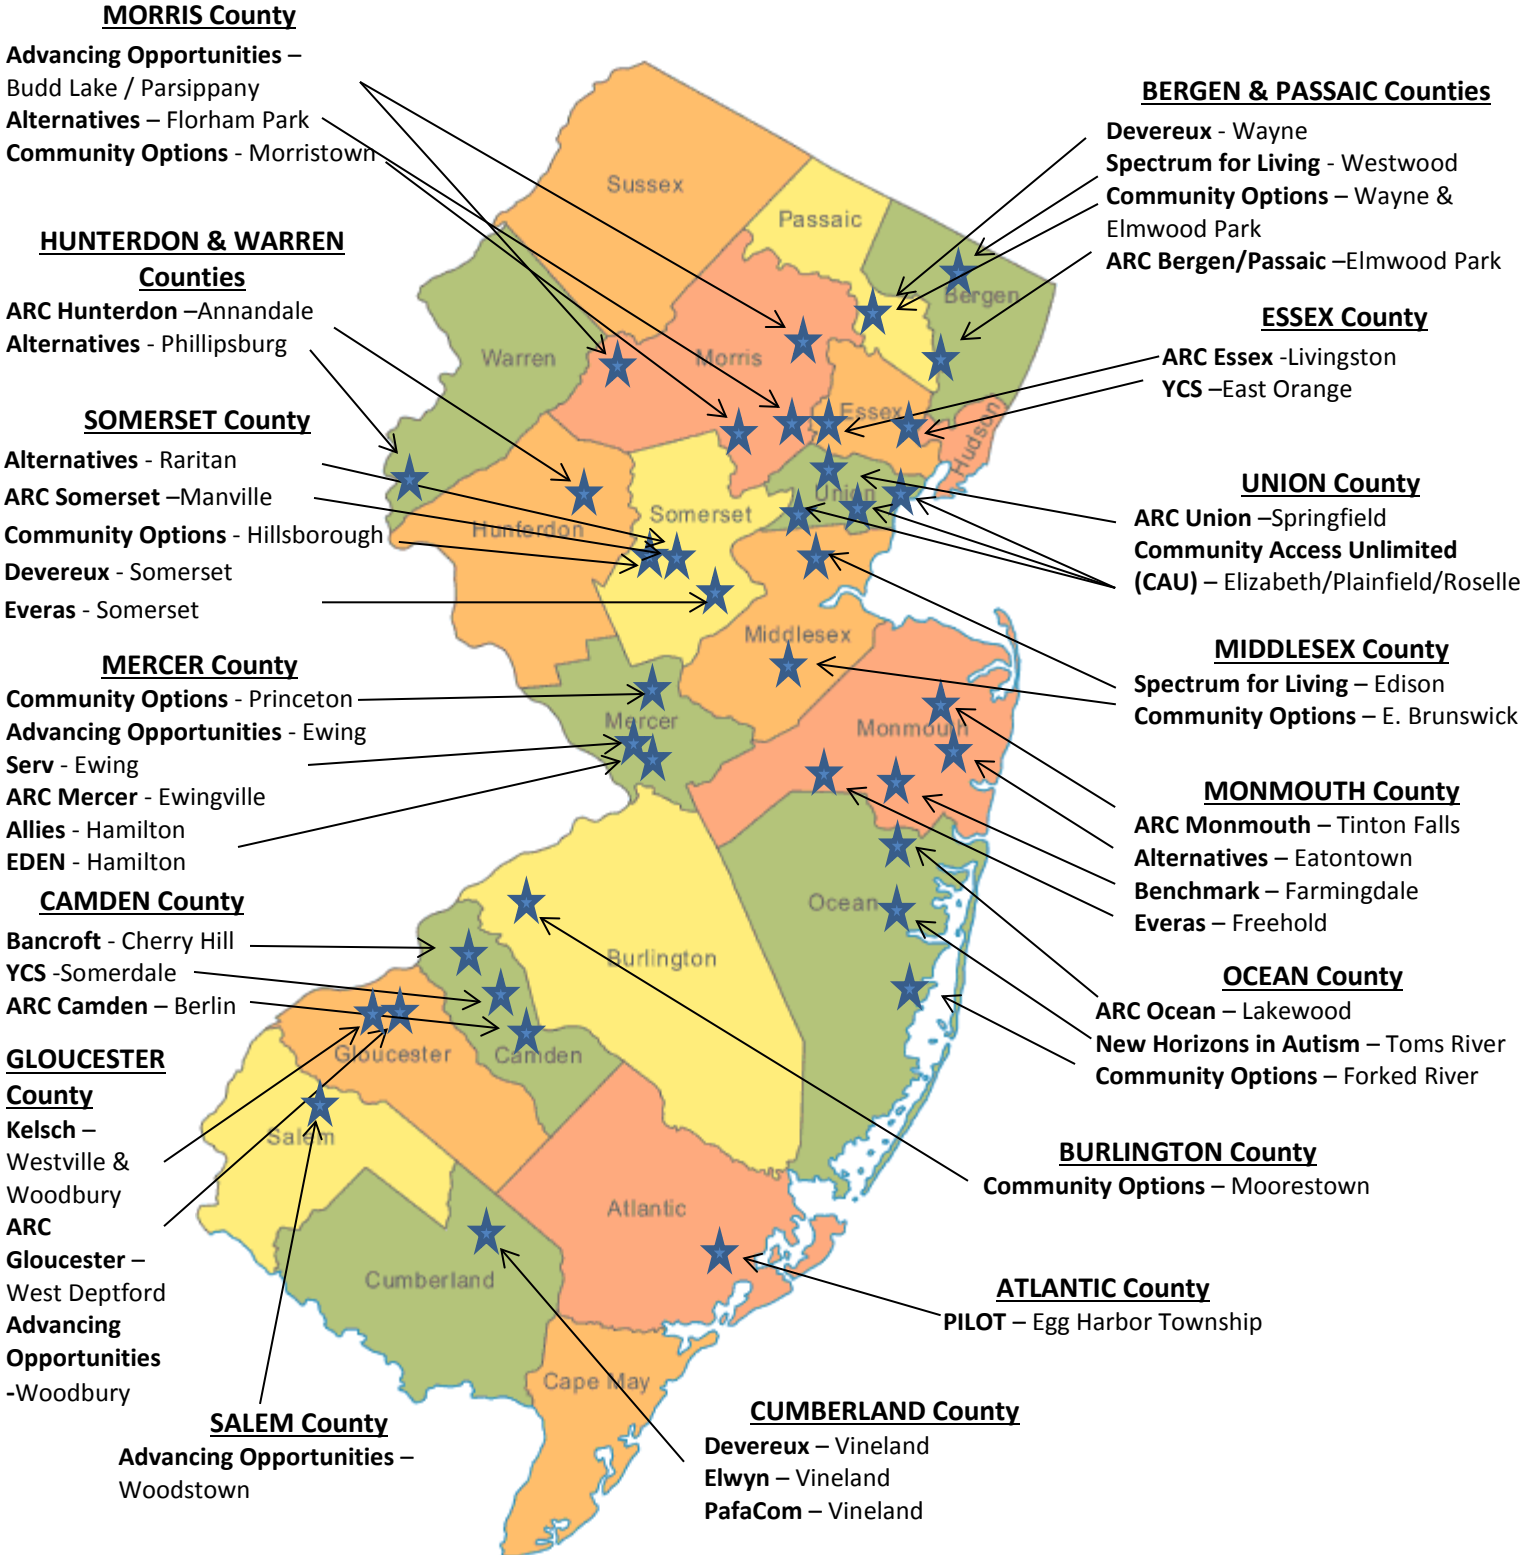 MORRIS County
Advancing Opportunities –
Budd Lake / Parsippany
Alternatives – Florham Park
Community Options - Morristown
HUNTERDON & WARREN
Counties
ARC Hunterdon –Annandale
Alternatives - Phillipsburg
SOMERSET County
Alternatives - Raritan
ARC Somerset –Manville
Community Options - Hillsborough
Devereux - Somerset
Everas - Somerset
MERCER County
Community Options - Princeton
Advancing Opportunities - Ewing
Serv - Ewing
ARC Mercer - Ewingville
Allies - Hamilton
EDEN - Hamilton
CAMDEN County
Bancroft - Cherry Hill
YCS -Somerdale
ARC Camden – Berlin
GLOUCESTER
County
Kelsch –
Westville &
Woodbury
ARC
Gloucester –
West Deptford
Advancing
Opportunities
-Woodbury
SALEM County
Advancing Opportunities –
Woodstown
Sussex
Passaic
Bergen
Warren
Morris
Essex
Hudson
Union
Somerset
Hunterdon
Middlesex
Mercer
Monmouth
Ocean
Burlington
Camden
Gloucester
Salem
Atlantic
Cumberland
Cape May
BERGEN & PASSAIC Counties
Devereux - Wayne
Spectrum for Living - Westwood
Community Options – Wayne &
Elmwood Park
ARC Bergen/Passaic –Elmwood Park
ESSEX County
ARC Essex -Livingston
YCS –East Orange
UNION County
ARC Union –Springfield
Community Access Unlimited
(CAU) – Elizabeth/Plainfield/Roselle
MIDDLESEX County
Spectrum for Living – Edison
Community Options – E. Brunswick
MONMOUTH County
ARC Monmouth – Tinton Falls
Alternatives – Eatontown
Benchmark – Farmingdale
Everas – Freehold
OCEAN County
ARC Ocean – Lakewood
New Horizons in Autism – Toms River
Community Options – Forked River
BURLINGTON County
Community Options – Moorestown
ATLANTIC County
PILOT – Egg Harbor Township
CUMBERLAND County
Devereux – Vineland
Elwyn – Vineland
PafaCom – Vineland